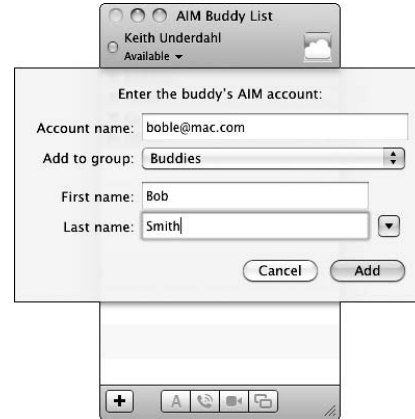 AIM Buddy List
Keith Underdahl
Available
Enter the buddy's AIM account:
Account name: boble@mac.com
Add to group: Buddies
First name: Bob
Last name: Smith
Cancel Add
A